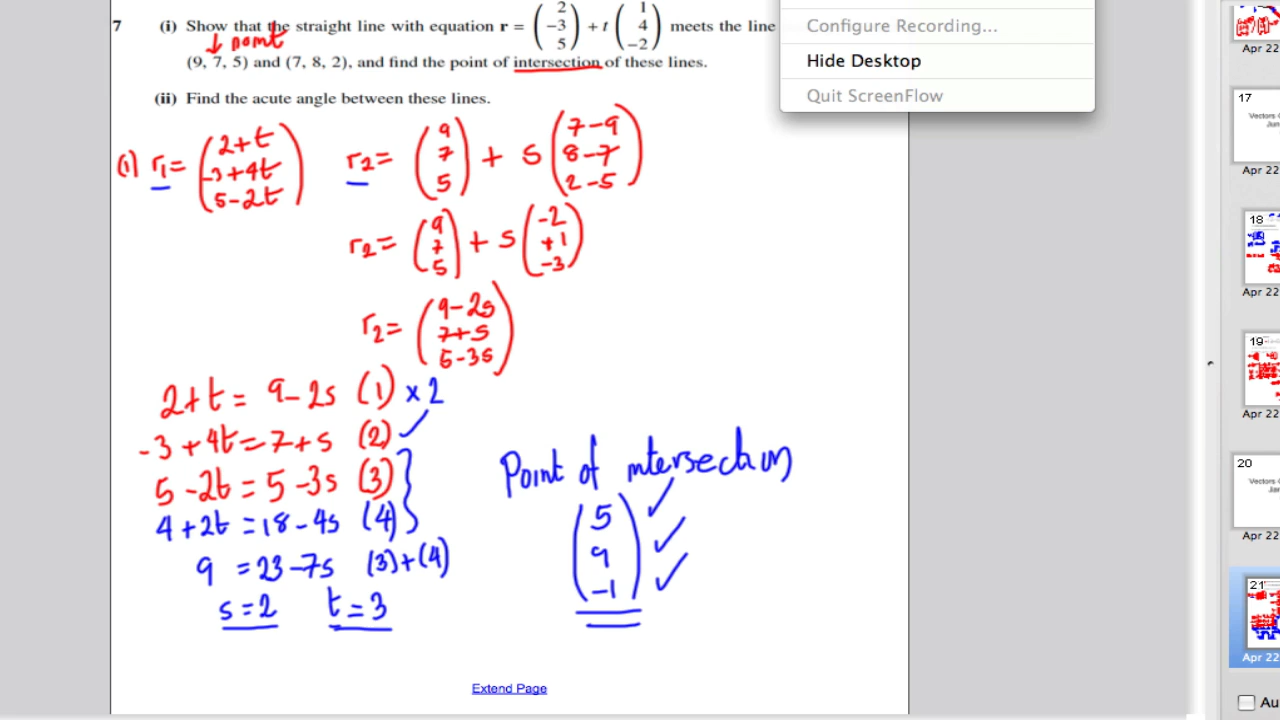 7 (i) Show that the straight line with equation r = (2 -3 5) + t (1 4 -2) meets the line
↓ point
(9, 7, 5) and (7, 8, 2), and find the point of intersection of these lines.
(ii) Find the acute angle between these lines.
(i) r1 = (2+t -3+4t 5-2t) r2 = (9 7 5) + s (7-9 8-7 2-5)
r2 = (9 7 5) + s (-2 +1 -3)
r2 = (9-2s 7+s 5-3s)
2+t = 9-2s (1) ×2
-3+4t = 7+s (2) ✓
5-2t = 5-3s (3)
4+2t = 18-4s (4)
9 = 23-7s (3)+(4)
s=2 t=3
Point of intersection
(5 9 -1) ✓ ✓ ✓
Extend Page
Configure Recording...
Hide Desktop
Quit ScreenFlow
Apr 22
17
Vectors
Jun
Apr 22
18
Apr 22
19
Apr 22
20
Vectors
Jan
Apr 22
21
Apr 22
Au